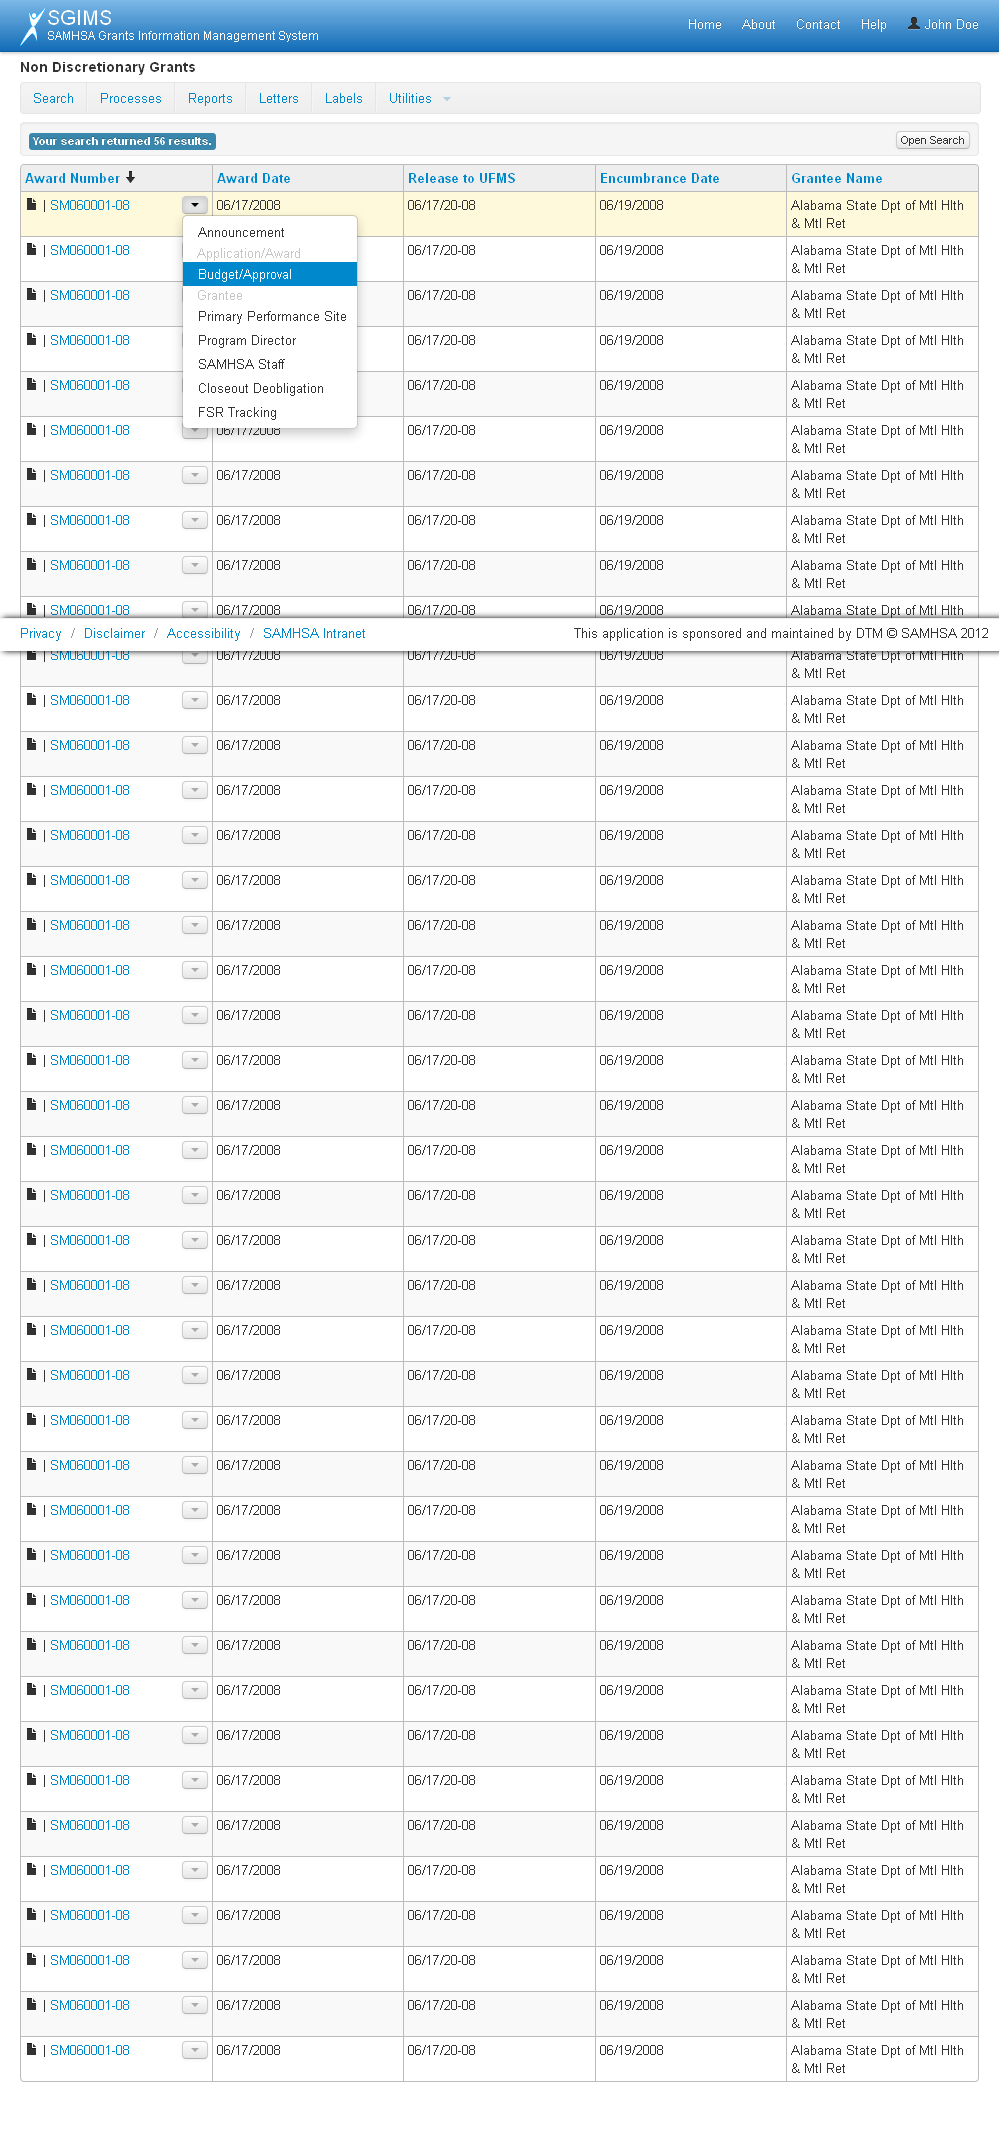 SGIMS
SAMHSA Grants Information Management System
Home About Contact Help John Doe
Non Discretionary Grants
Search Processes Reports Letters Labels Utilities
Your search returned 56 results.
Open Search
Award Number Award Date Release to UFMS Encumbrance Date Grantee Name
| SM060001-08 06/17/2008 06/17/20-08 06/19/2008 Alabama State Dpt of Mtl Hlth
& Mtl Ret
Announcement
Application/Award
Budget/Approval
Grantee
Primary Performance Site
Program Director
SAMHSA Staff
Closeout Deobligation
FSR Tracking
| SM060001-08 06/17/20-08 06/19/2008 Alabama State Dpt of Mtl Hlth
& Mtl Ret
| SM060001-08 06/17/20-08 06/19/2008 Alabama State Dpt of Mtl Hlth
& Mtl Ret
| SM060001-08 06/17/20-08 06/19/2008 Alabama State Dpt of Mtl Hlth
& Mtl Ret
| SM060001-08 06/17/20-08 06/19/2008 Alabama State Dpt of Mtl Hlth
& Mtl Ret
| SM060001-08 06/17/2008 06/17/20-08 06/19/2008 Alabama State Dpt of Mtl Hlth
& Mtl Ret
| SM060001-08 06/17/2008 06/17/20-08 06/19/2008 Alabama State Dpt of Mtl Hlth
& Mtl Ret
| SM060001-08 06/17/2008 06/17/20-08 06/19/2008 Alabama State Dpt of Mtl Hlth
& Mtl Ret
| SM060001-08 06/17/2008 06/17/20-08 06/19/2008 Alabama State Dpt of Mtl Hlth
& Mtl Ret
| SM060001-08 06/17/2008 06/17/20-08 06/19/2008 Alabama State Dpt of Mtl Hlth
Privacy / Disclaimer / Accessibility / SAMHSA Intranet This application is sponsored and maintained by DTM © SAMHSA 2012
| SM060001-08 06/17/2008 06/17/20-08 06/19/2008 Alabama State Dpt of Mtl Hlth
& Mtl Ret
| SM060001-08 06/17/2008 06/17/20-08 06/19/2008 Alabama State Dpt of Mtl Hlth
& Mtl Ret
| SM060001-08 06/17/2008 06/17/20-08 06/19/2008 Alabama State Dpt of Mtl Hlth
& Mtl Ret
| SM060001-08 06/17/2008 06/17/20-08 06/19/2008 Alabama State Dpt of Mtl Hlth
& Mtl Ret
| SM060001-08 06/17/2008 06/17/20-08 06/19/2008 Alabama State Dpt of Mtl Hlth
& Mtl Ret
| SM060001-08 06/17/2008 06/17/20-08 06/19/2008 Alabama State Dpt of Mtl Hlth
& Mtl Ret
| SM060001-08 06/17/2008 06/17/20-08 06/19/2008 Alabama State Dpt of Mtl Hlth
& Mtl Ret
| SM060001-08 06/17/2008 06/17/20-08 06/19/2008 Alabama State Dpt of Mtl Hlth
& Mtl Ret
| SM060001-08 06/17/2008 06/17/20-08 06/19/2008 Alabama State Dpt of Mtl Hlth
& Mtl Ret
| SM060001-08 06/17/2008 06/17/20-08 06/19/2008 Alabama State Dpt of Mtl Hlth
& Mtl Ret
| SM060001-08 06/17/2008 06/17/20-08 06/19/2008 Alabama State Dpt of Mtl Hlth
& Mtl Ret
| SM060001-08 06/17/2008 06/17/20-08 06/19/2008 Alabama State Dpt of Mtl Hlth
& Mtl Ret
| SM060001-08 06/17/2008 06/17/20-08 06/19/2008 Alabama State Dpt of Mtl Hlth
& Mtl Ret
| SM060001-08 06/17/2008 06/17/20-08 06/19/2008 Alabama State Dpt of Mtl Hlth
& Mtl Ret
| SM060001-08 06/17/2008 06/17/20-08 06/19/2008 Alabama State Dpt of Mtl Hlth
& Mtl Ret
| SM060001-08 06/17/2008 06/17/20-08 06/19/2008 Alabama State Dpt of Mtl Hlth
& Mtl Ret
| SM060001-08 06/17/2008 06/17/20-08 06/19/2008 Alabama State Dpt of Mtl Hlth
& Mtl Ret
| SM060001-08 06/17/2008 06/17/20-08 06/19/2008 Alabama State Dpt of Mtl Hlth
& Mtl Ret
| SM060001-08 06/17/2008 06/17/20-08 06/19/2008 Alabama State Dpt of Mtl Hlth
& Mtl Ret
| SM060001-08 06/17/2008 06/17/20-08 06/19/2008 Alabama State Dpt of Mtl Hlth
& Mtl Ret
| SM060001-08 06/17/2008 06/17/20-08 06/19/2008 Alabama State Dpt of Mtl Hlth
& Mtl Ret
| SM060001-08 06/17/2008 06/17/20-08 06/19/2008 Alabama State Dpt of Mtl Hlth
& Mtl Ret
| SM060001-08 06/17/2008 06/17/20-08 06/19/2008 Alabama State Dpt of Mtl Hlth
& Mtl Ret
| SM060001-08 06/17/2008 06/17/20-08 06/19/2008 Alabama State Dpt of Mtl Hlth
& Mtl Ret
| SM060001-08 06/17/2008 06/17/20-08 06/19/2008 Alabama State Dpt of Mtl Hlth
& Mtl Ret
| SM060001-08 06/17/2008 06/17/20-08 06/19/2008 Alabama State Dpt of Mtl Hlth
& Mtl Ret
| SM060001-08 06/17/2008 06/17/20-08 06/19/2008 Alabama State Dpt of Mtl Hlth
& Mtl Ret
| SM060001-08 06/17/2008 06/17/20-08 06/19/2008 Alabama State Dpt of Mtl Hlth
& Mtl Ret
| SM060001-08 06/17/2008 06/17/20-08 06/19/2008 Alabama State Dpt of Mtl Hlth
& Mtl Ret
| SM060001-08 06/17/2008 06/17/20-08 06/19/2008 Alabama State Dpt of Mtl Hlth
& Mtl Ret
| SM060001-08 06/17/2008 06/17/20-08 06/19/2008 Alabama State Dpt of Mtl Hlth
& Mtl Ret
| SM060001-08 06/17/2008 06/17/20-08 06/19/2008 Alabama State Dpt of Mtl Hlth
& Mtl Ret